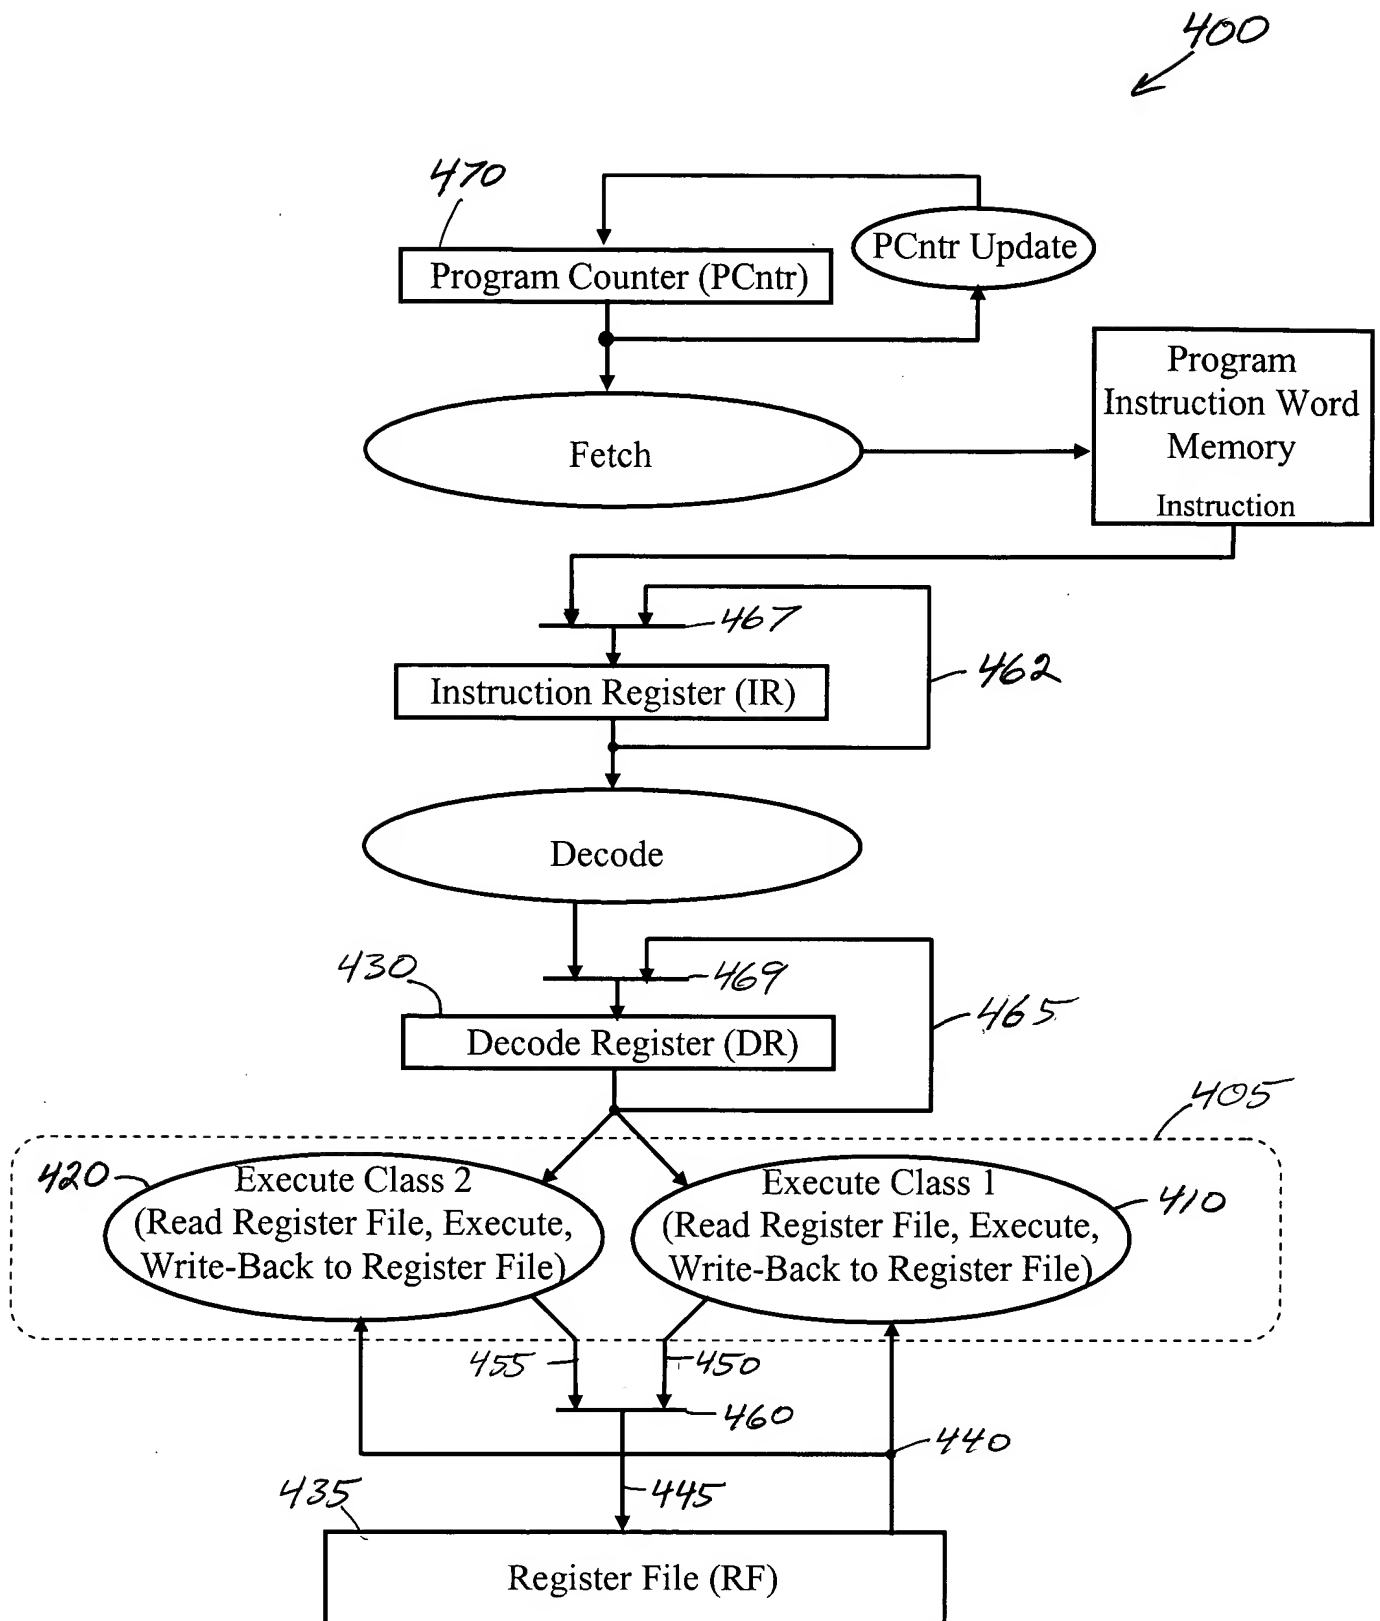 400
470
PCntr Update
Program Counter (PCntr)
Program
Instruction Word
Memory
Instruction
Fetch
467
462
Instruction Register (IR)
Decode
430
469
465
Decode Register (DR)
405
420
Execute Class 2
(Read Register File, Execute,
Write-Back to Register File)
Execute Class 1
(Read Register File, Execute,
Write-Back to Register File)
410
455
450
460
440
435
445
Register File (RF)